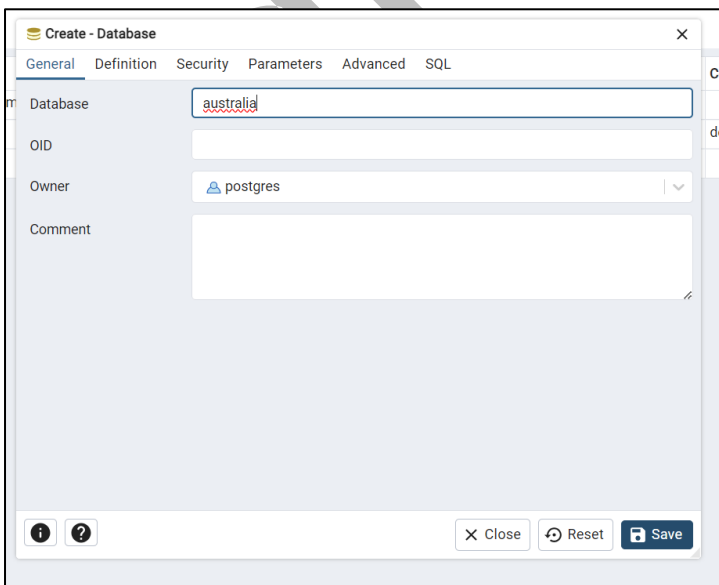 Create - Database
General Definition Security Parameters Advanced SQL
Database australia
OID
Owner postgres
Comment
Close Reset Save